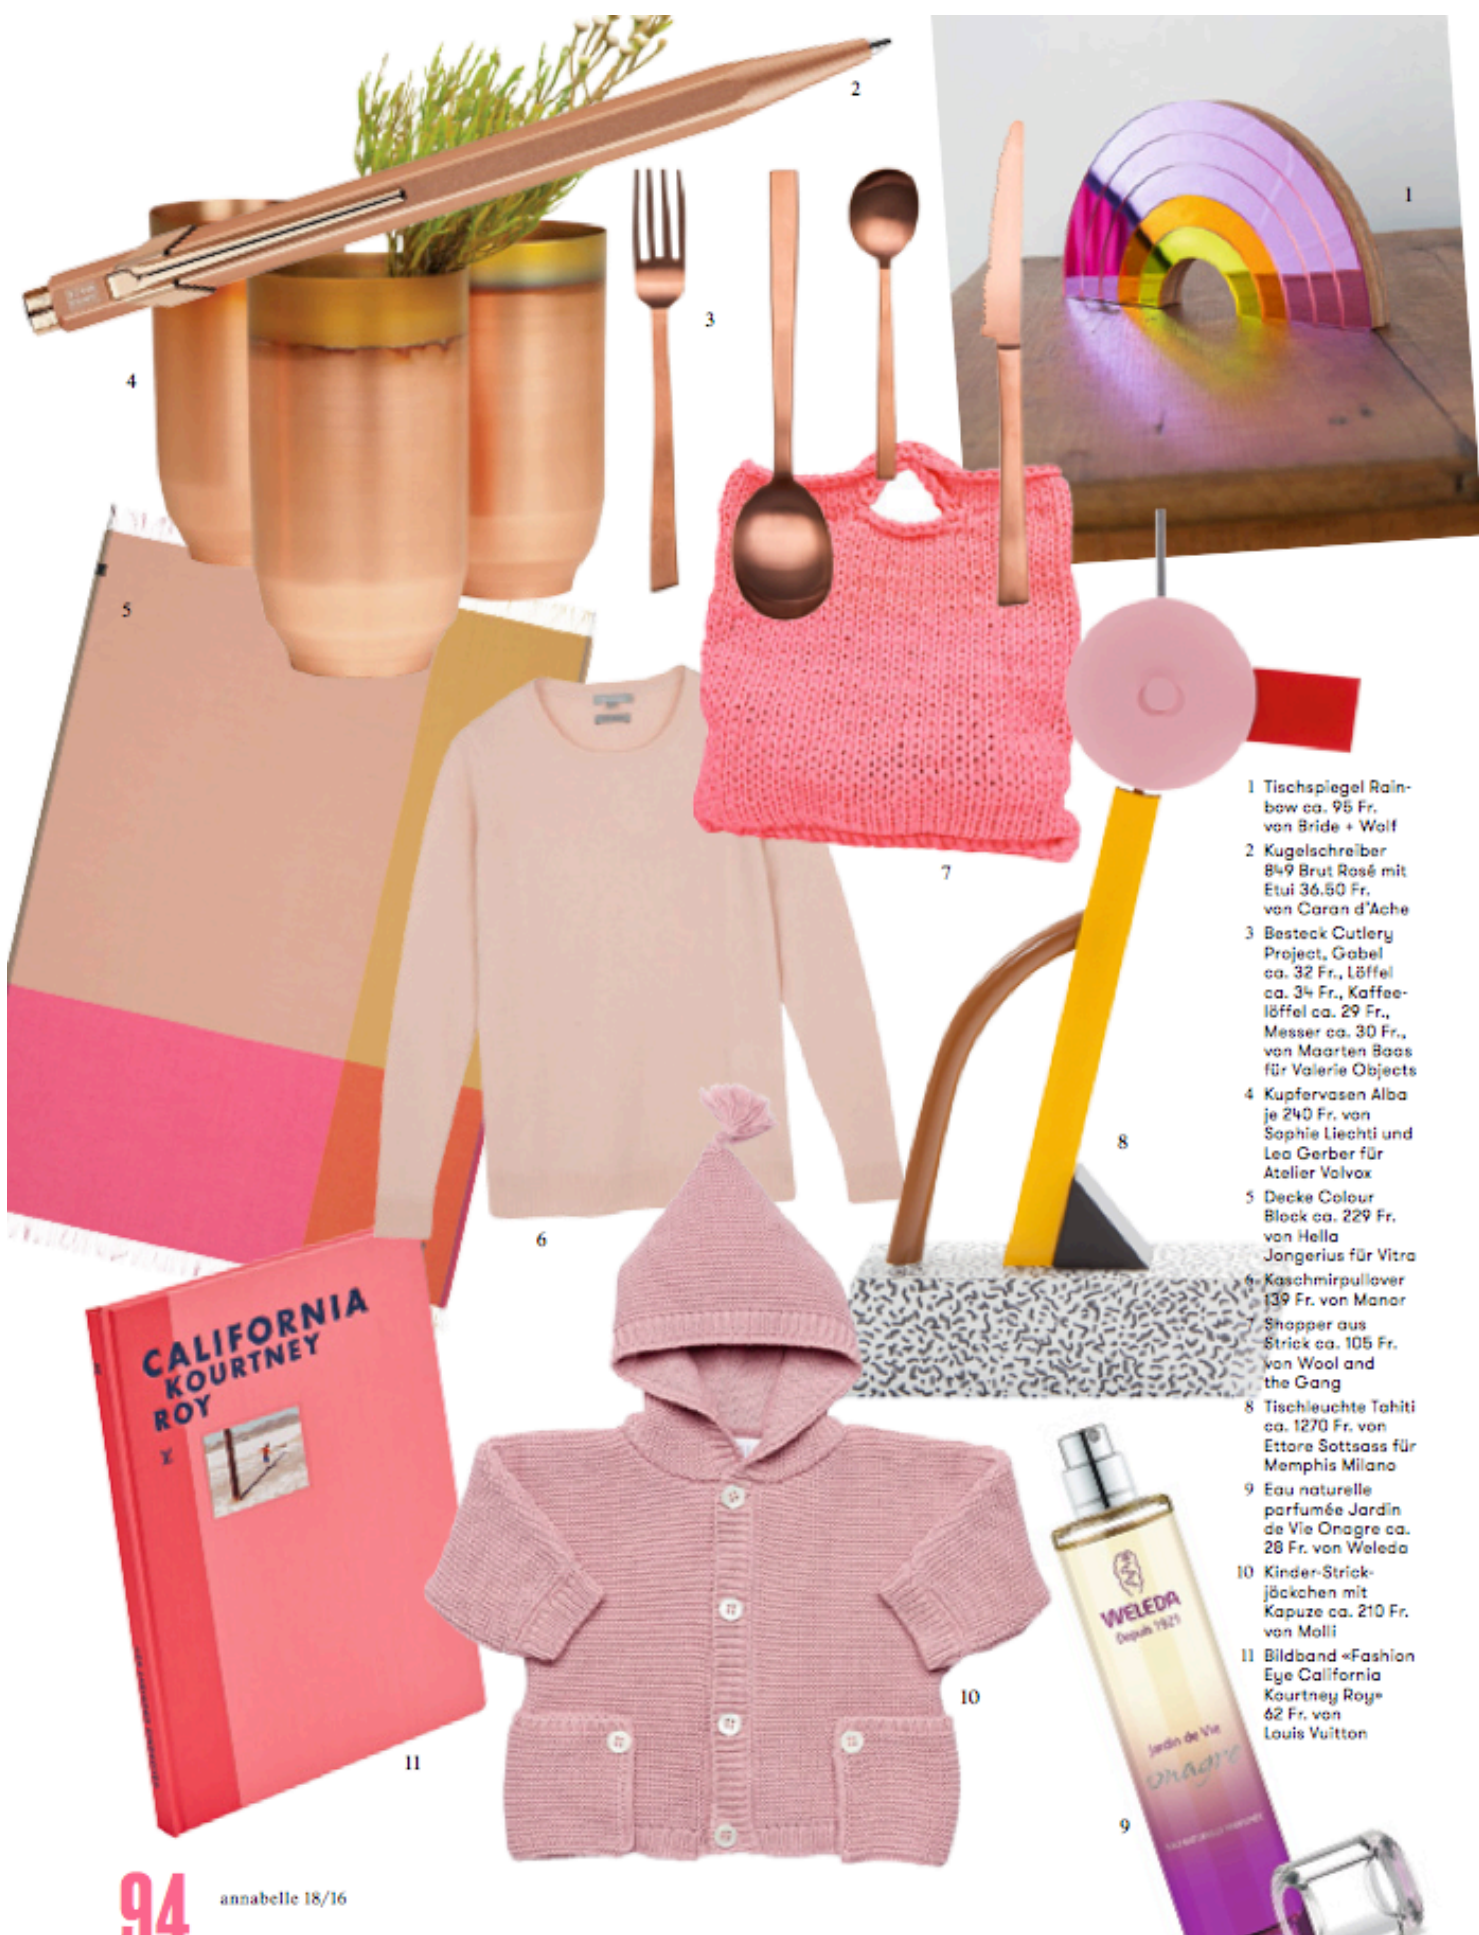 2
1
3
4
5
7
1 Tischspiegel Rain-
bow ca. 95 Fr.
von Bride + Wolf
2 Kugelschreiber
849 Brut Rosé mit
Etui 36.50 Fr.
von Caran d'Ache
3 Besteck Cutlery
Project, Gabel
ca. 32 Fr., Löffel
ca. 34 Fr., Kaffee-
löffel ca. 29 Fr.,
Messer ca. 30 Fr.,
von Maarten Baas
für Valerie Objects
4 Kupfervasen Alba
je 240 Fr. von
Sophie Liechti und
Lea Gerber für
Atelier Volvox
5 Decke Colour
Block ca. 229 Fr.
von Hella
Jongerius für Vitra
6 Kaschmirpullover
139 Fr. von Manor
7 Shopper aus
Strick ca. 105 Fr.
von Wool and
the Gang
8 Tischleuchte Tahiti
ca. 1270 Fr. von
Ettore Sottsass für
Memphis Milano
9 Eau naturelle
parfumée Jardin
de Vie Onagre ca.
28 Fr. von Weleda
10 Kinder-Strick-
jäckchen mit
Kapuze ca. 210 Fr.
von Molli
11 Bildband «Fashion
Eye California
Kourtney Roy»
62 Fr. von
Louis Vuitton
8
6
CALIFORNIA
KOURTNEY
ROY
WELEDA
Depuis 1921
Jardin de Vie
onagre
10
11
9
94
annabelle 18/16